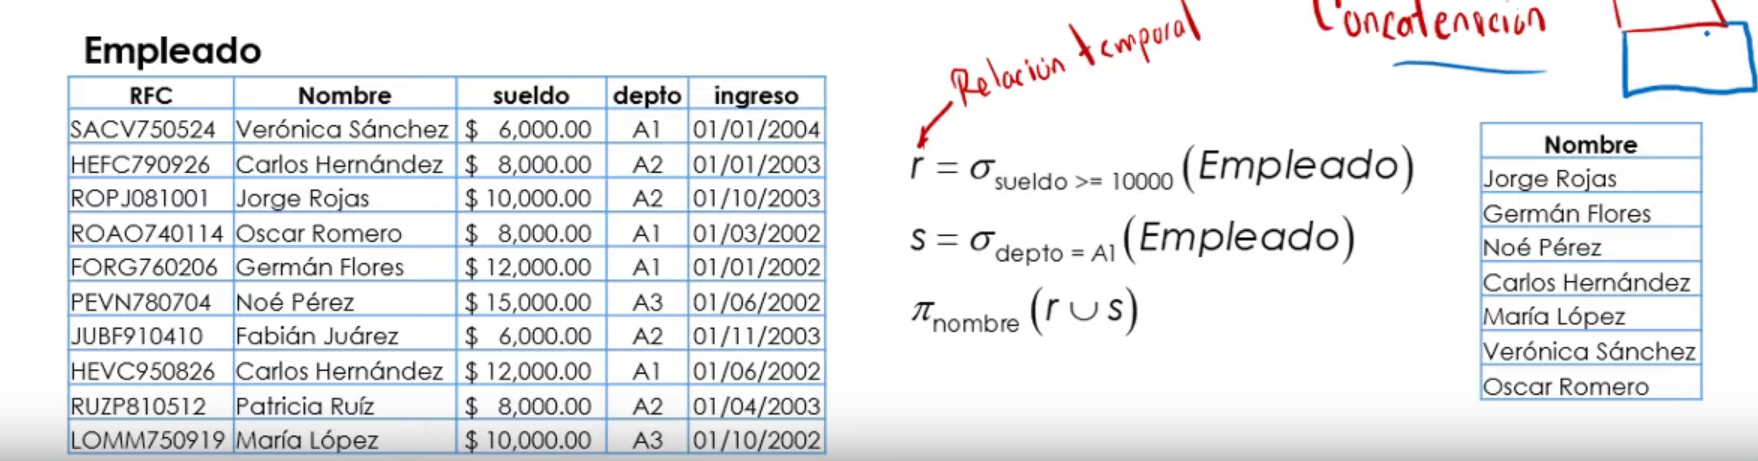 Concatenación
Relación temporal
Empleado
RFC Nombre sueldo depto ingreso
SACV750524 Verónica Sánchez $ 6,000.00 A1 01/01/2004
HEFC790926 Carlos Hernández $ 8,000.00 A2 01/01/2003
ROPJ081001 Jorge Rojas $ 10,000.00 A2 01/10/2003
ROAO740114 Oscar Romero $ 8,000.00 A1 01/03/2002
FORG760206 Germán Flores $ 12,000.00 A1 01/01/2002
PEVN780704 Noé Pérez $ 15,000.00 A3 01/06/2002
JUBF910410 Fabián Juárez $ 6,000.00 A2 01/11/2003
HEVC950826 Carlos Hernández $ 12,000.00 A1 01/06/2002
RUZP810512 Patricia Ruíz $ 8,000.00 A2 01/04/2003
LOMM750919 María López $ 10,000.00 A3 01/10/2002
r = σ sueldo >= 10000 (Empleado)
s = σ depto = A1 (Empleado)
π nombre (r ∪ s)
Nombre
Jorge Rojas
Germán Flores
Noé Pérez
Carlos Hernández
María López
Verónica Sánchez
Oscar Romero